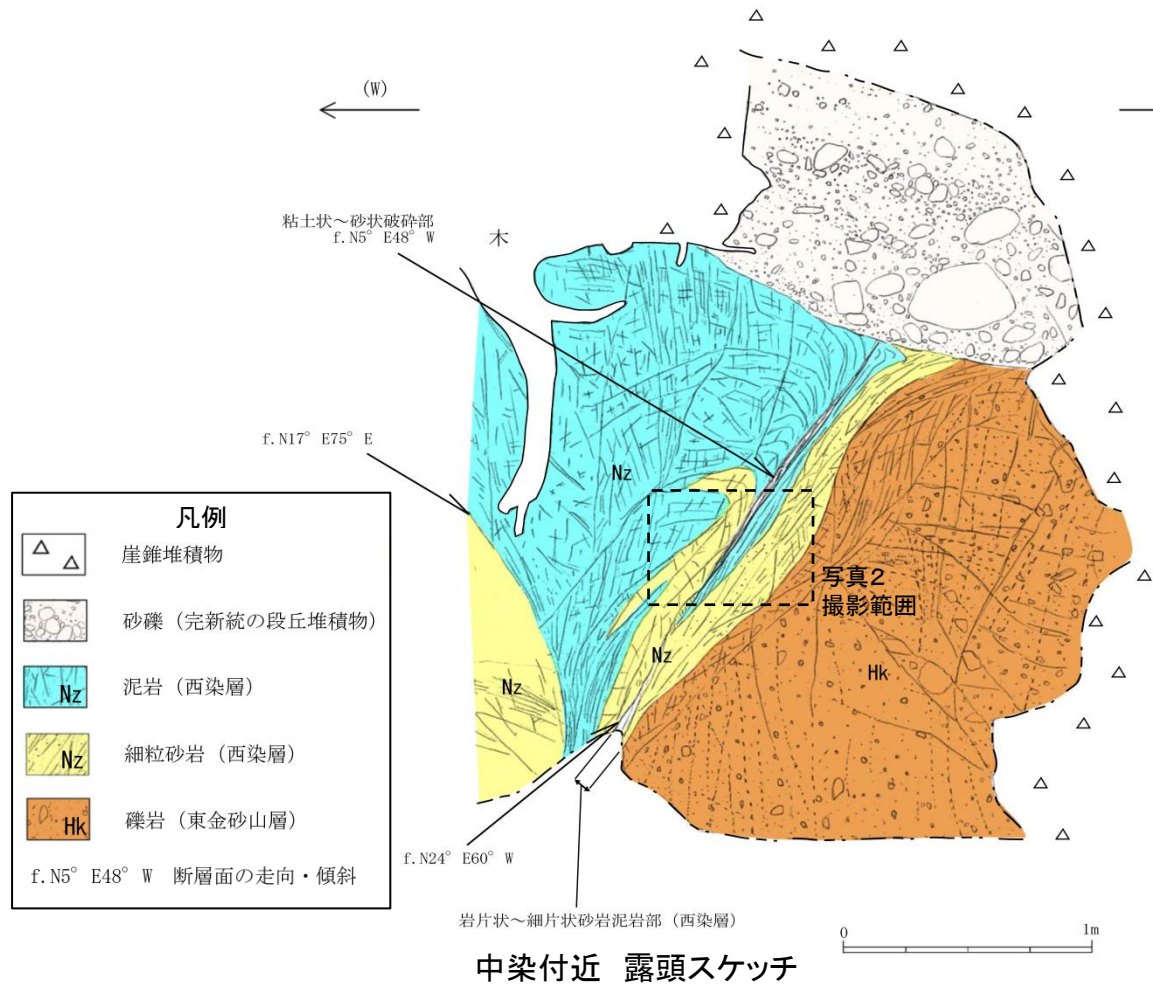 (W)
粘土状～砂状破砕部
f.N5° E48° W
木
f.N17° E75° E
Nz
写真2
撮影範囲
Nz
Nz
Hk
凡例
崖錐堆積物
砂礫（完新統の段丘堆積物）
Nz 泥岩（西染層）
Nz 細粒砂岩（西染層）
Hk 礫岩（東金砂山層）
f.N5° E48° W 断層面の走向・傾斜
f.N24° E60° W
岩片状～細片状砂岩泥岩部（西染層）
0 1m
中染付近 露頭スケッチ